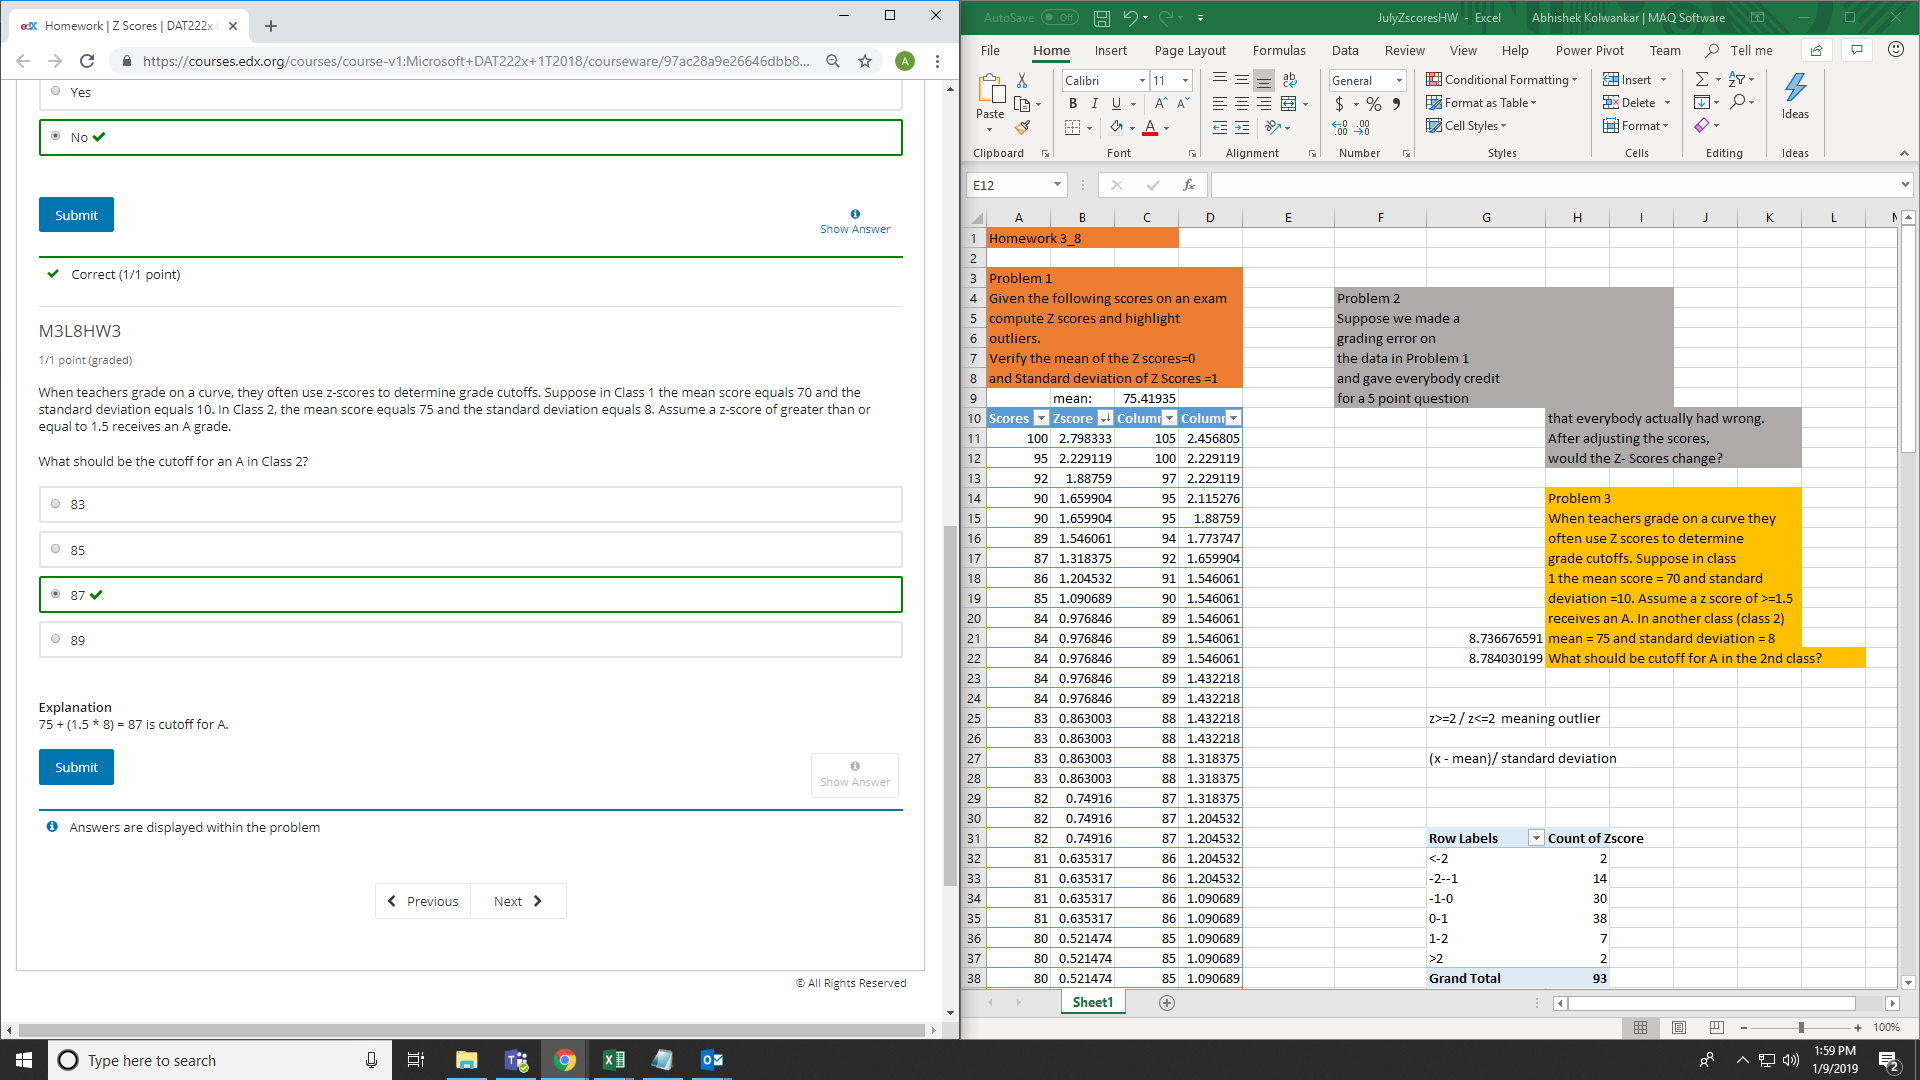 edX Homework | Z Scores | DAT222x
https://courses.edx.org/courses/course-v1:Microsoft+DAT222x+1T2018/courseware/97ac28a9e26646dbb8...
A
Yes
No
Submit
Show Answer
Correct (1/1 point)
M3L8HW3
1/1 point (graded)
When teachers grade on a curve, they often use z-scores to determine grade cutoffs. Suppose in Class 1 the mean score equals 70 and the
standard deviation equals 10. In Class 2, the mean score equals 75 and the standard deviation equals 8. Assume a z-score of greater than or
equal to 1.5 receives an A grade.
What should be the cutoff for an A in Class 2?
83
85
87
89
Explanation
75 + (1.5 * 8) = 87 is cutoff for A.
Submit
Show Answer
Answers are displayed within the problem
Previous Next
© All Rights Reserved
AutoSave Off JulyZscoresHW - Excel Abhishek Kolwankar | MAQ Software
File Home Insert Page Layout Formulas Data Review View Help Power Pivot Team Tell me
Paste
Calibri 11
B I U
ab
General
$ % ,
Conditional Formatting
Format as Table
Cell Styles
Insert
Delete
Format
Ideas
Clipboard Font Alignment Number Styles Cells Editing Ideas
E12 fx
A B C D E F G H I J K L
1 Homework 3_8
2
3 Problem 1
4 Given the following scores on an exam Problem 2
5 compute Z scores and highlight Suppose we made a
6 outliers. grading error on
7 Verify the mean of the Z scores=0 the data in Problem 1
8 and Standard deviation of Z Scores =1 and gave everybody credit
9 mean: 75.41935 for a 5 point question
10 Scores Zscore Colum Colum that everybody actually had wrong.
11 100 2.798333 105 2.456805 After adjusting the scores,
12 95 2.229119 100 2.229119 would the Z- Scores change?
13 92 1.88759 97 2.229119
14 90 1.659904 95 2.115276 Problem 3
15 90 1.659904 95 1.88759 When teachers grade on a curve they
16 89 1.546061 94 1.773747 often use Z scores to determine
17 87 1.318375 92 1.659904 grade cutoffs. Suppose in class
18 86 1.204532 91 1.546061 1 the mean score = 70 and standard
19 85 1.090689 90 1.546061 deviation =10. Assume a z score of >=1.5
20 84 0.976846 89 1.546061 receives an A. In another class (class 2)
21 84 0.976846 89 1.546061 8.736676591 mean = 75 and standard deviation = 8
22 84 0.976846 89 1.546061 8.784030199 What should be cutoff for A in the 2nd class?
23 84 0.976846 89 1.432218
24 84 0.976846 89 1.432218
25 83 0.863003 88 1.432218 z>=2 / z<=2 meaning outlier
26 83 0.863003 88 1.432218
27 83 0.863003 88 1.318375 (x - mean)/ standard deviation
28 83 0.863003 88 1.318375
29 82 0.74916 87 1.318375
30 82 0.74916 87 1.204532
31 82 0.74916 87 1.204532 Row Labels Count of Zscore
32 81 0.635317 86 1.204532 <-2 2
33 81 0.635317 86 1.204532 -2--1 14
34 81 0.635317 86 1.090689 -1-0 30
35 81 0.635317 86 1.090689 0-1 38
36 80 0.521474 85 1.090689 1-2 7
37 80 0.521474 85 1.090689 >2 2
38 80 0.521474 85 1.090689 Grand Total 93
Sheet1
100%
Type here to search
1:59 PM
1/9/2019
2